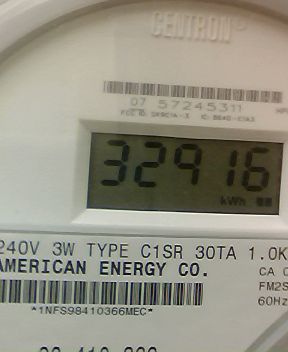 CENTRON®
07 57245311
32916
kWh
240V 3W TYPE C1SR 30TA 1.0K
AMERICAN ENERGY CO.
CA 0
FM2S
60Hz
*1NFS98410366MEC*